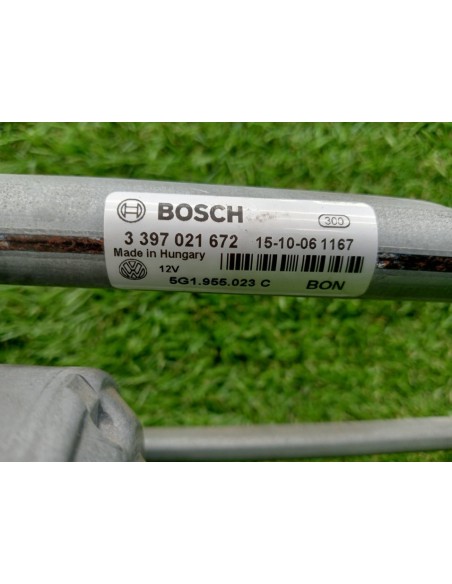 BOSCH 300
3 397 021 672 15-10-06 1167
Made in Hungary
12V
5G1.955.023 C BON